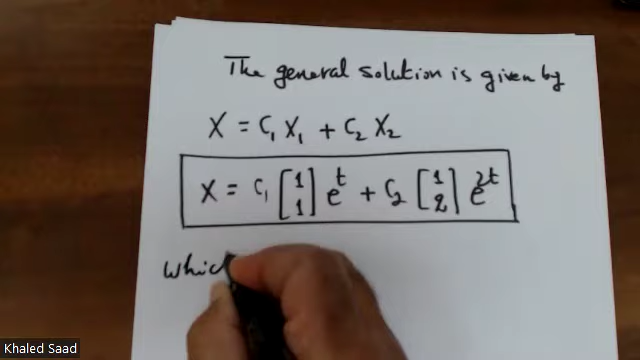 The general solution is given by
X = C₁ X₁ + C₂ X₂
X = C₁ [1 1] e^t + C₂ [1 2] e^2t
Whic
Khaled Saad